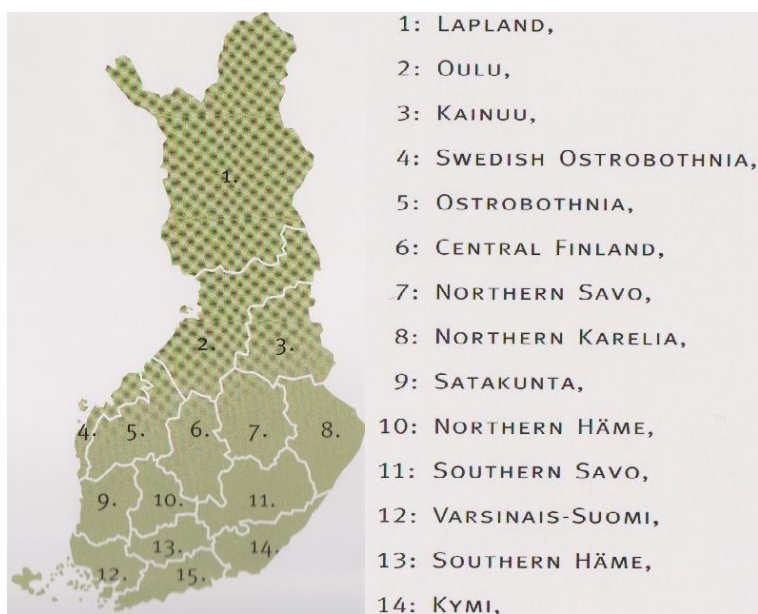 1: LAPLAND,
2: OULU,
3: KAINUU,
4: SWEDISH OSTROBOTHNIA,
5: OSTROBOTHNIA,
6: CENTRAL FINLAND,
7: NORTHERN SAVO,
8: NORTHERN KARELIA,
9: SATAKUNTA,
10: NORTHERN HÄME,
11: SOUTHERN SAVO,
12: VARSINAIS-SUOMI,
13: SOUTHERN HÄME,
14: KYMI,
1.
2.
3.
4.
5.
6.
7.
8.
9.
10.
11.
12.
13.
14.
15.